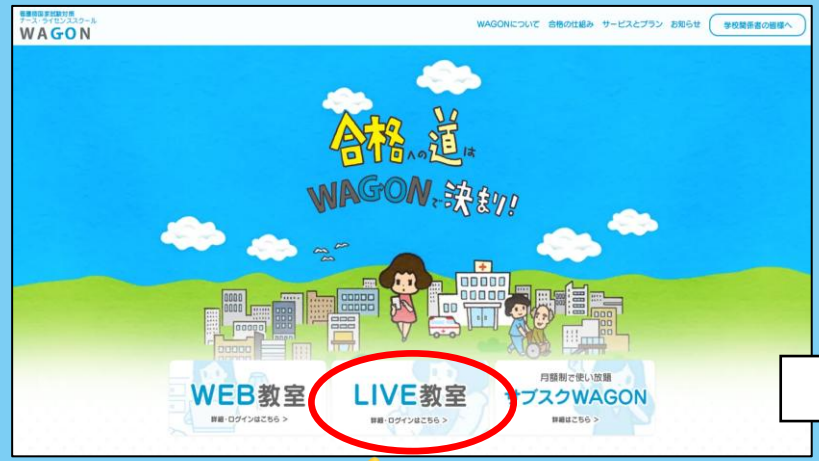 看護師国家試験対策
ナース・ライセンススクール
WAGON
WAGONについて 合格の仕組み サービスとプラン お知らせ 学校関係者の皆様へ
合格への道は
WAGONで決まり!
WEB教室
詳細・ログインはこちら >
LIVE教室
詳細・ログインはこちら >
月額制で使い放題
サブスクWAGON
詳細はこちら >